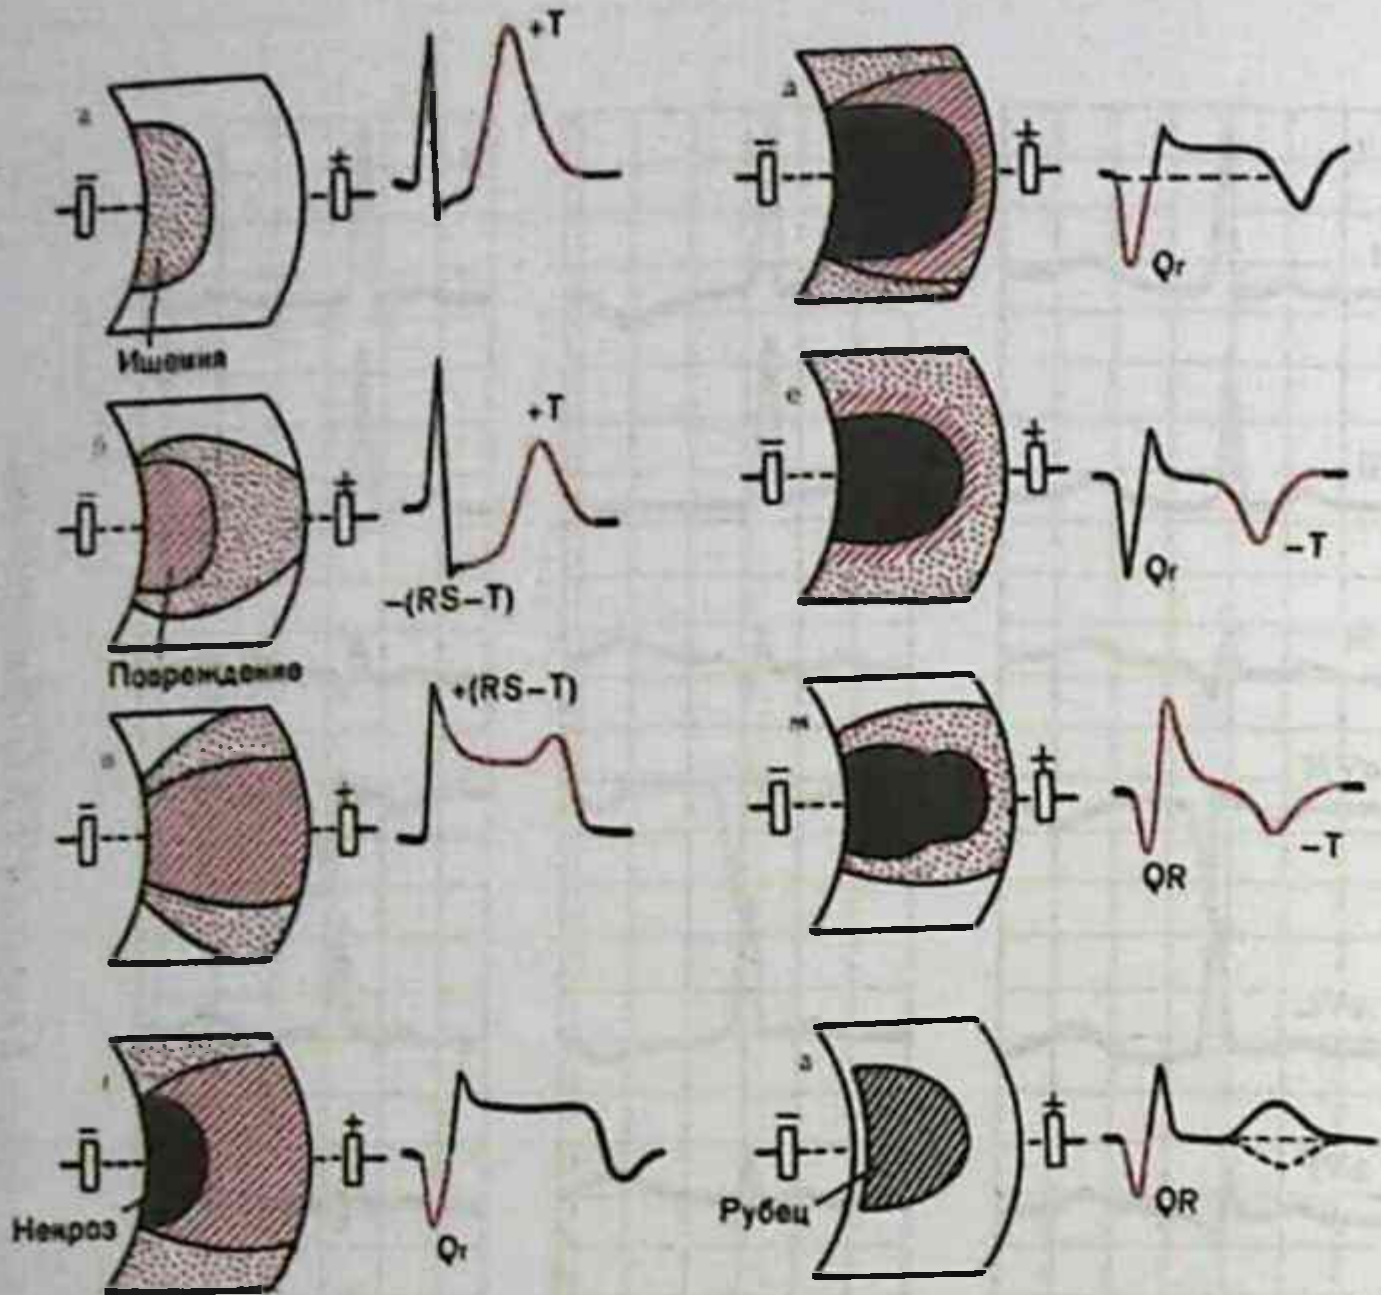 а
+T
− +
Ишемия
б
+T
− +
−(RS−T)
Повреждение
+(RS−T)
− +
− +
Некроз
Qr
− +
Qr
е
− +
Qr
−T
ж
− +
QR
−T
− +
Рубец
QR